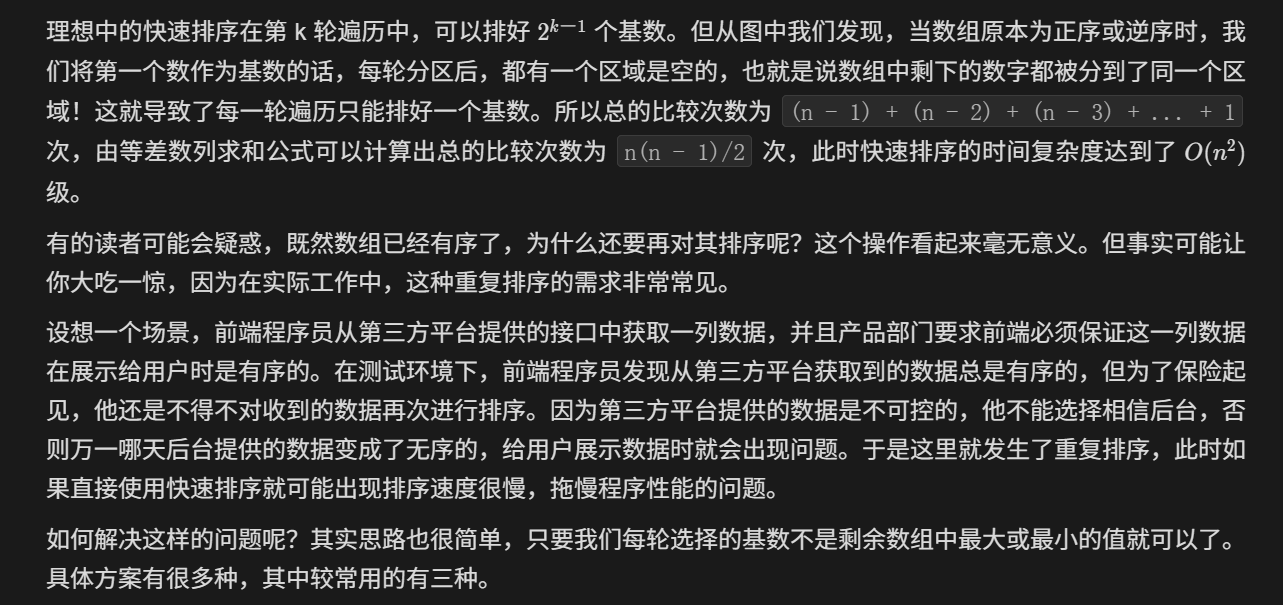 理想中的快速排序在第 k 轮遍历中，可以排好 2^{k−1} 个基数。但从图中我们发现，当数组原本为正序或逆序时，我
们将第一个数作为基数的话，每轮分区后，都有一个区域是空的，也就是说数组中剩下的数字都被分到了同一个区
域！这就导致了每一轮遍历只能排好一个基数。所以总的比较次数为 (n - 1) + (n - 2) + (n - 3) + ... + 1
次，由等差数列求和公式可以计算出总的比较次数为 n(n - 1)/2 次，此时快速排序的时间复杂度达到了 O(n²)
级。
有的读者可能会疑惑，既然数组已经有序了，为什么还要再对其排序呢？这个操作看起来毫无意义。但事实可能让
你大吃一惊，因为在实际工作中，这种重复排序的需求非常常见。
设想一个场景，前端程序员从第三方平台提供的接口中获取一列数据，并且产品部门要求前端必须保证这一列数据
在展示给用户时是有序的。在测试环境下，前端程序员发现从第三方平台获取到的数据总是有序的，但为了保险起
见，他还是不得不对收到的数据再次进行排序。因为第三方平台提供的数据是不可控的，他不能选择相信后台，否
则万一哪天后台提供的数据变成了无序的，给用户展示数据时就会出现问题。于是这里就发生了重复排序，此时如
果直接使用快速排序就可能出现排序速度很慢，拖慢程序性能的问题。
如何解决这样的问题呢？其实思路也很简单，只要我们每轮选择的基数不是剩余数组中最大或最小的值就可以了。
具体方案有很多种，其中较常用的有三种。